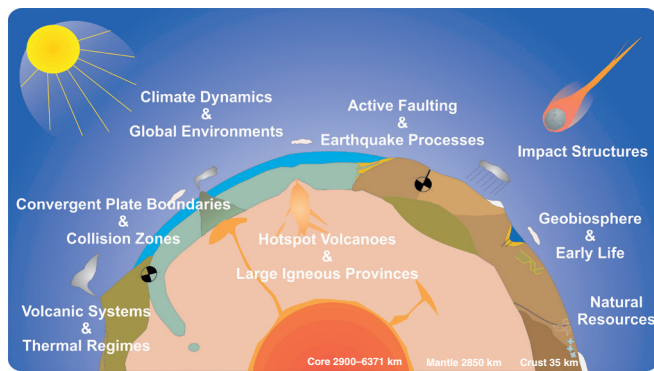 Climate Dynamics
&
Global Environments
Active Faulting
&
Earthquake Processes
Impact Structures
Convergent Plate Boundaries
&
Collision Zones
Hotspot Volcanoes
&
Large Igneous Provinces
Geobiosphere
&
Early Life
Volcanic Systems
&
Thermal Regimes
Natural
Resources
Core 2900–6371 km
Mantle 2850 km
Crust 35 km